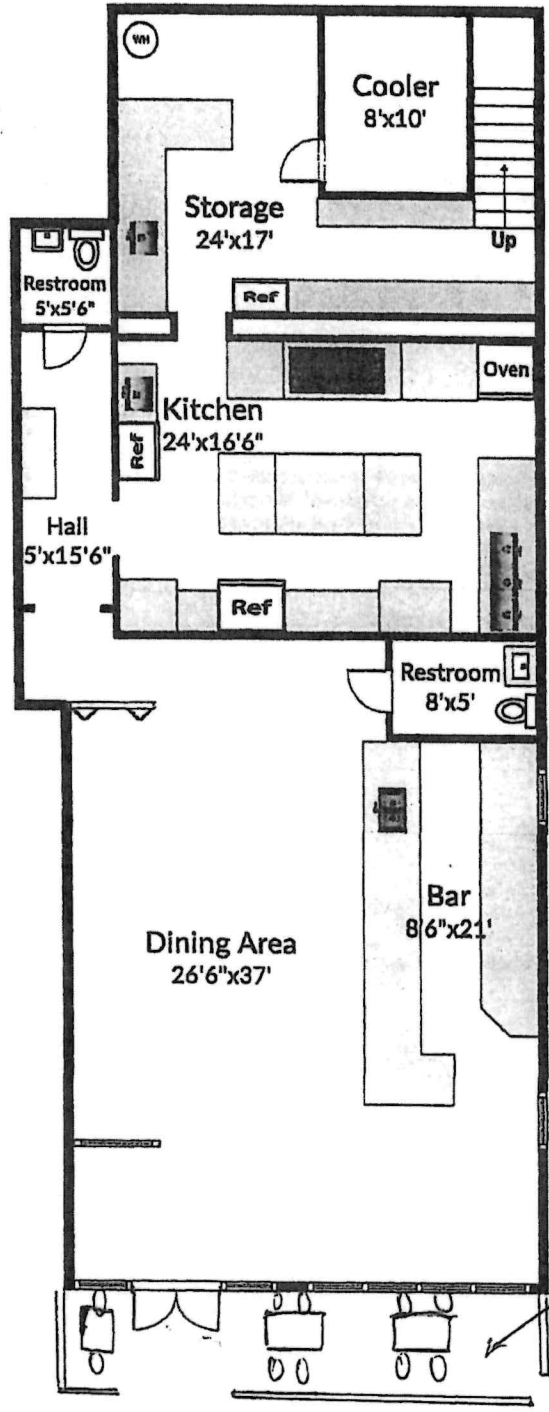 WH
Cooler
8'x10'
Storage
24'x17'
Up
Restroom
5'x5'6"
Ref
Oven
Kitchen
24'x16'6"
Ref
Hall
5'x15'6"
Ref
Restroom
8'x5'
Bar
8'6"x21'
Dining Area
26'6"x37'